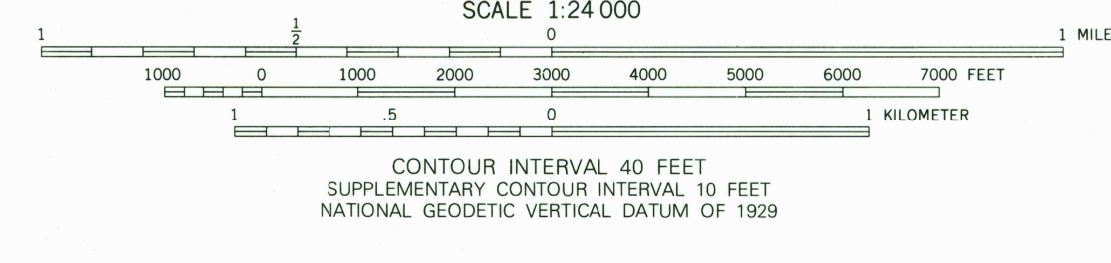 SCALE 1:24 000
1 1/2 0 1 MILE
1000 0 1000 2000 3000 4000 5000 6000 7000 FEET
1 .5 0 1 KILOMETER
CONTOUR INTERVAL 40 FEET
SUPPLEMENTARY CONTOUR INTERVAL 10 FEET
NATIONAL GEODETIC VERTICAL DATUM OF 1929